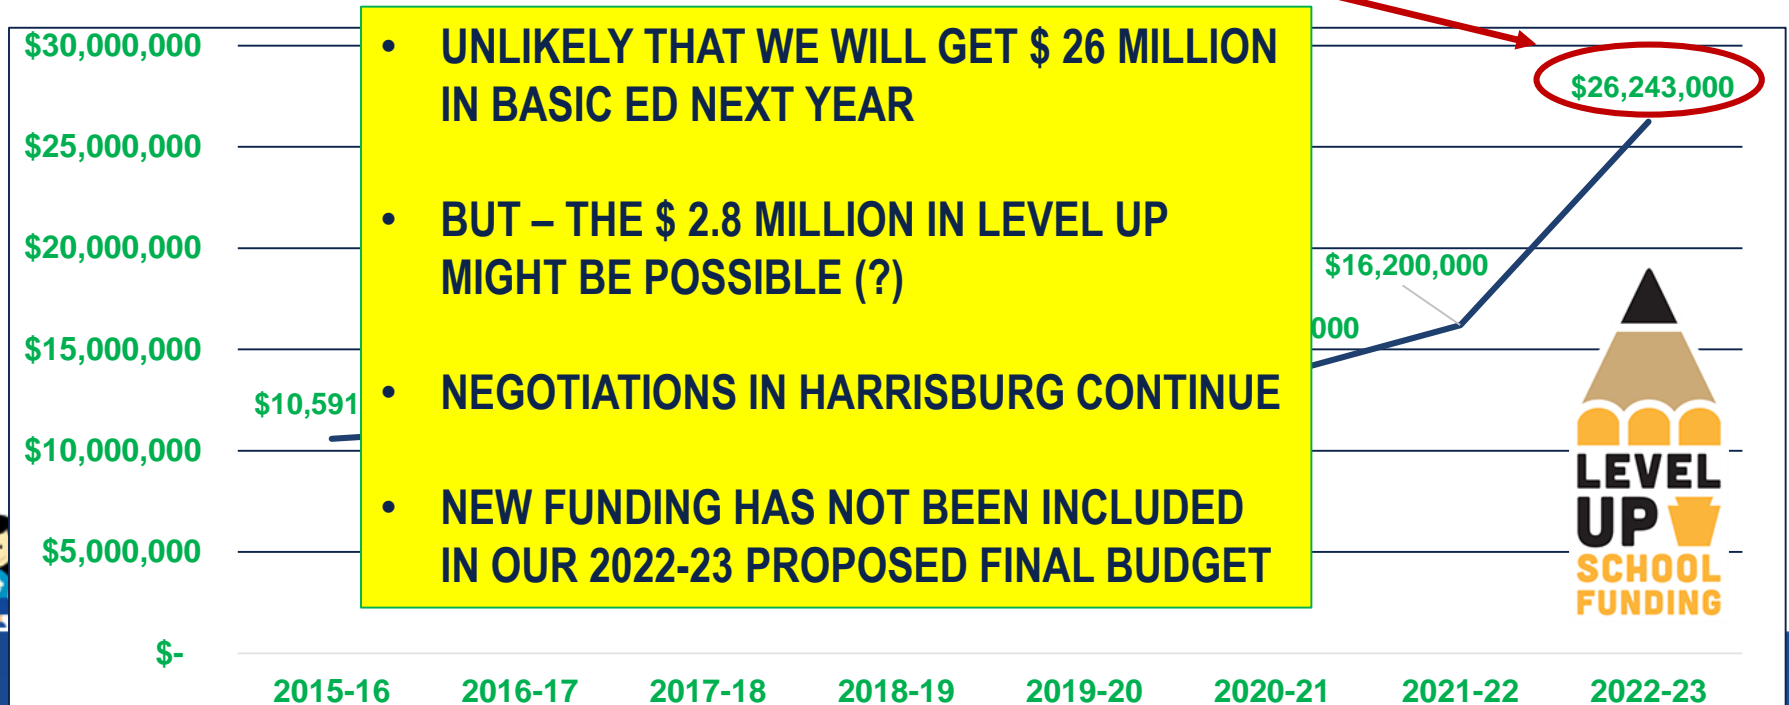 $30,000,000
$25,000,000
$20,000,000
$15,000,000
$10,000,000
$5,000,000
$-
• UNLIKELY THAT WE WILL GET $ 26 MILLION
IN BASIC ED NEXT YEAR
• BUT – THE $ 2.8 MILLION IN LEVEL UP
MIGHT BE POSSIBLE (?)
• NEGOTIATIONS IN HARRISBURG CONTINUE
• NEW FUNDING HAS NOT BEEN INCLUDED
IN OUR 2022-23 PROPOSED FINAL BUDGET
$10,591
000
$16,200,000
$26,243,000
LEVEL
UP
SCHOOL
FUNDING
2015-16 2016-17 2017-18 2018-19 2019-20 2020-21 2021-22 2022-23